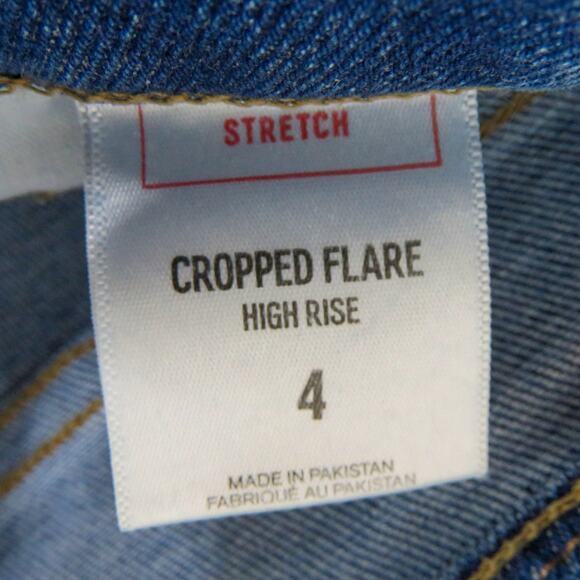 STRETCH
CROPPED FLARE
HIGH RISE
4
MADE IN PAKISTAN
FABRIQUÉ AU PAKISTAN